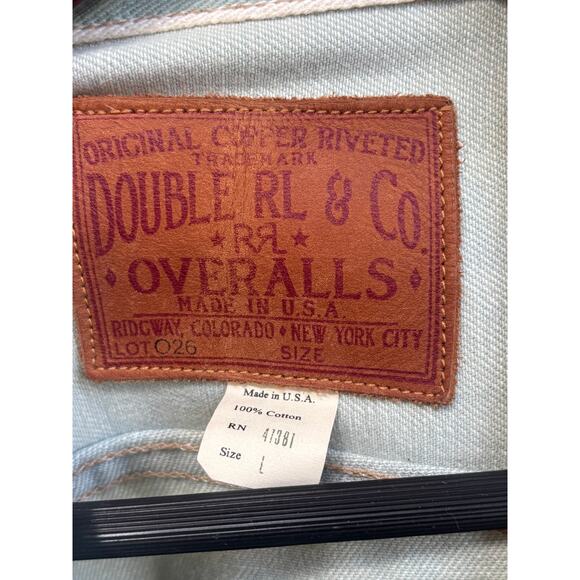 ORIGINAL COPPER RIVETED
TRADEMARK
DOUBLE RL & Co.
★ RRL ★
♦ OVERALLS ♦
MADE IN U.S.A.
RIDGWAY, COLORADO ♦ NEW YORK CITY
LOT 026 SIZE
Made in U.S.A.
100% Cotton
RN 41381
Size L